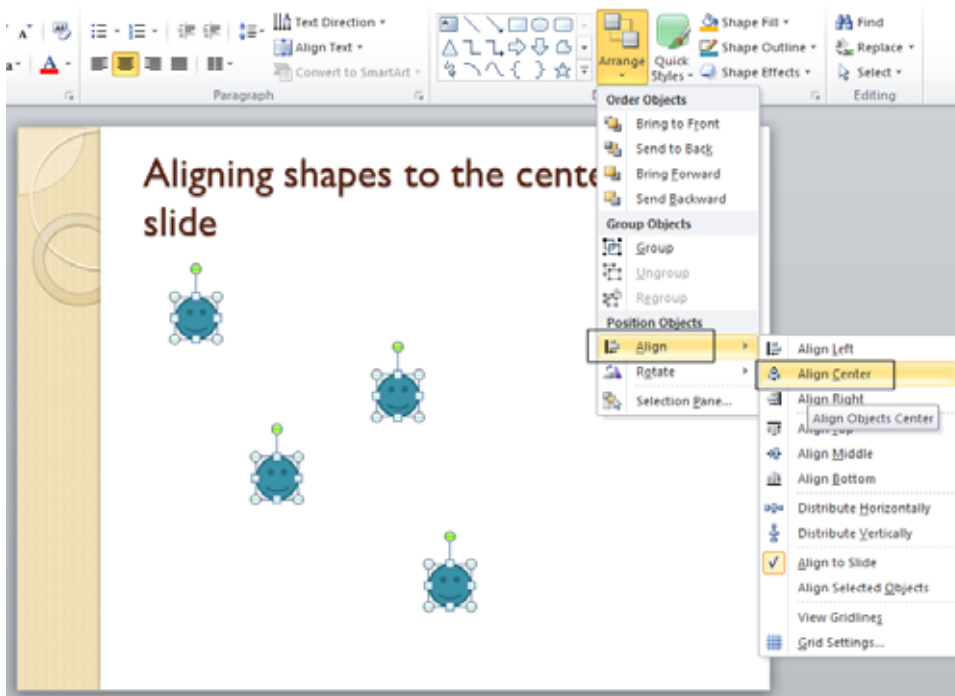 Text Direction
Align Text
Convert to SmartArt
Paragraph
Arrange
Quick
Styles
Shape Fill
Shape Outline
Shape Effects
Find
Replace
Select
Editing
Aligning shapes to the cente
slide
Order Objects
Bring to Front
Send to Back
Bring Forward
Send Backward
Group Objects
Group
Ungroup
Regroup
Position Objects
Align
Rotate
Selection Pane...
Align Left
Align Center
Align Right
Align Objects Center
Align Middle
Align Bottom
Distribute Horizontally
Distribute Vertically
Align to Slide
Align Selected Objects
View Gridlines
Grid Settings...